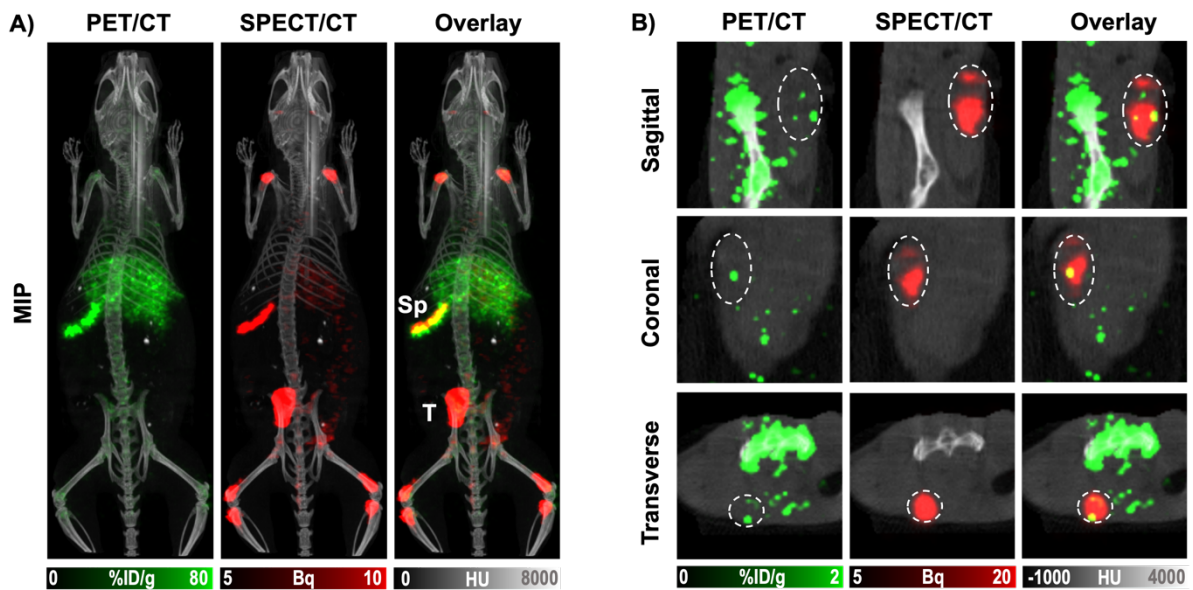 A)
PET/CT SPECT/CT Overlay
MIP
Sp
T
0 %ID/g 80
5 Bq 10
0 HU 8000
B)
PET/CT SPECT/CT Overlay
Sagittal
Coronal
Transverse
0 %ID/g 2
5 Bq 20
-1000 HU 4000